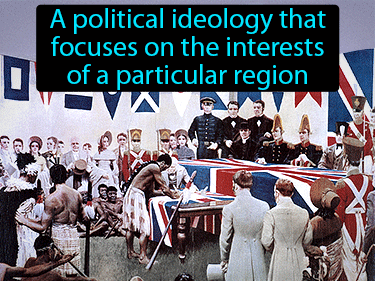 A political ideology that
focuses on the interests
of a particular region